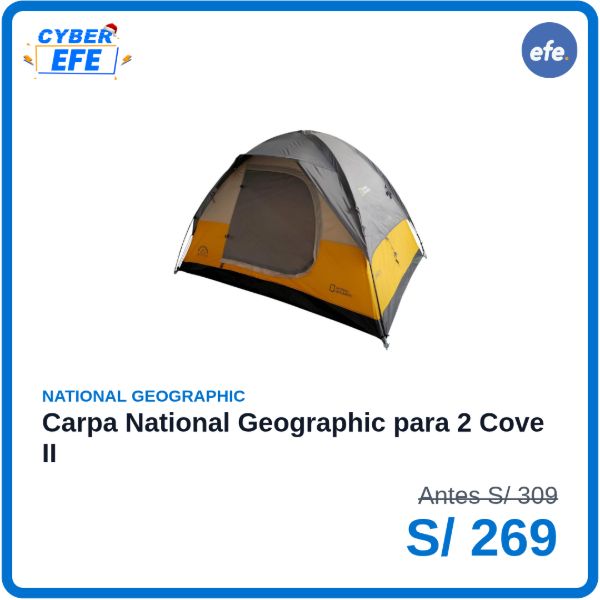 CYBER
EFE
efe.
NATIONAL GEOGRAPHIC
Carpa National Geographic para 2 Cove
II
Antes S/ 309
S/ 269